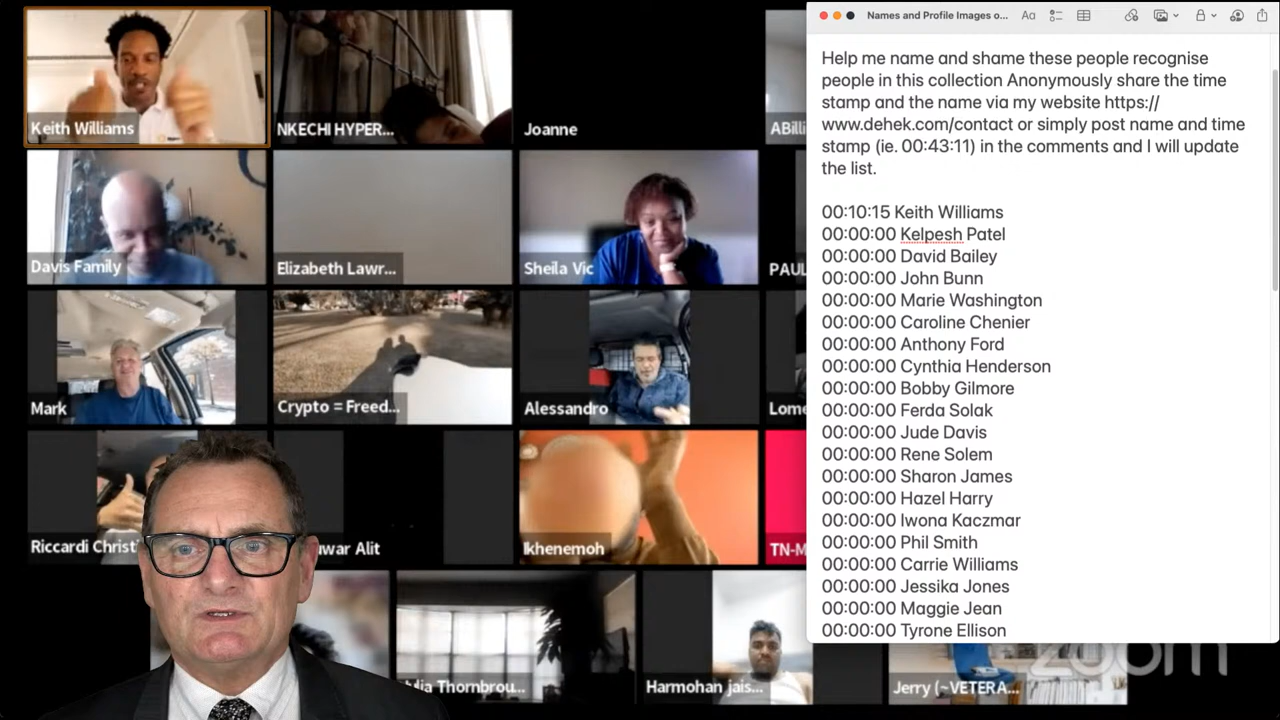 Names and Profile Images o...
Aa
Help me name and shame these people recognise
people in this collection Anonymously share the time
stamp and the name via my website https://
www.dehek.com/contact or simply post name and time
stamp (ie. 00:43:11) in the comments and I will update
the list.
00:10:15 Keith Williams
00:00:00 Kelpesh Patel
00:00:00 David Bailey
00:00:00 John Bunn
00:00:00 Marie Washington
00:00:00 Caroline Chenier
00:00:00 Anthony Ford
00:00:00 Cynthia Henderson
00:00:00 Bobby Gilmore
00:00:00 Ferda Solak
00:00:00 Jude Davis
00:00:00 Rene Solem
00:00:00 Sharon James
00:00:00 Hazel Harry
00:00:00 Iwona Kaczmar
00:00:00 Phil Smith
00:00:00 Carrie Williams
00:00:00 Jessika Jones
00:00:00 Maggie Jean
00:00:00 Tyrone Ellison
Keith Williams
NKECHI HYPER...
Joanne
ABilli
Davis Family
Elizabeth Lawr...
Sheila Vic
PAUL
Mark
Crypto = Freed...
Alessandro
Lome
Riccardi Christi
war Alit
Ikhenemoh
TN-M
lia Thornbrou...
Harmohan jais...
Jerry (~VETERA...
zoom